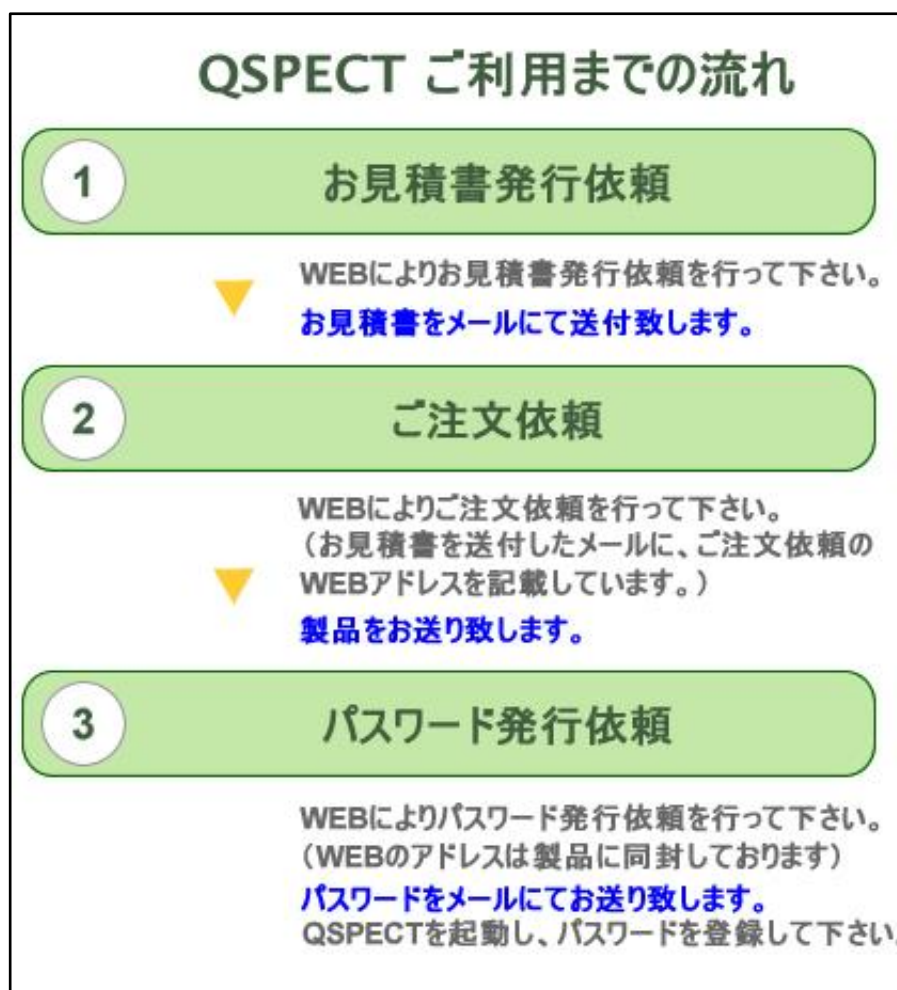 QSPECT ご利用までの流れ
1
お見積書発行依頼
WEBによりお見積書発行依頼を行って下さい。
お見積書をメールにて送付致します。
2
ご注文依頼
WEBによりご注文依頼を行って下さい。
（お見積書を送付したメールに、ご注文依頼の
WEBアドレスを記載しています。）
製品をお送り致します。
3
パスワード発行依頼
WEBによりパスワード発行依頼を行って下さい。
（WEBのアドレスは製品に同封しております）
パスワードをメールにてお送り致します。
QSPECTを起動し、パスワードを登録して下さい。